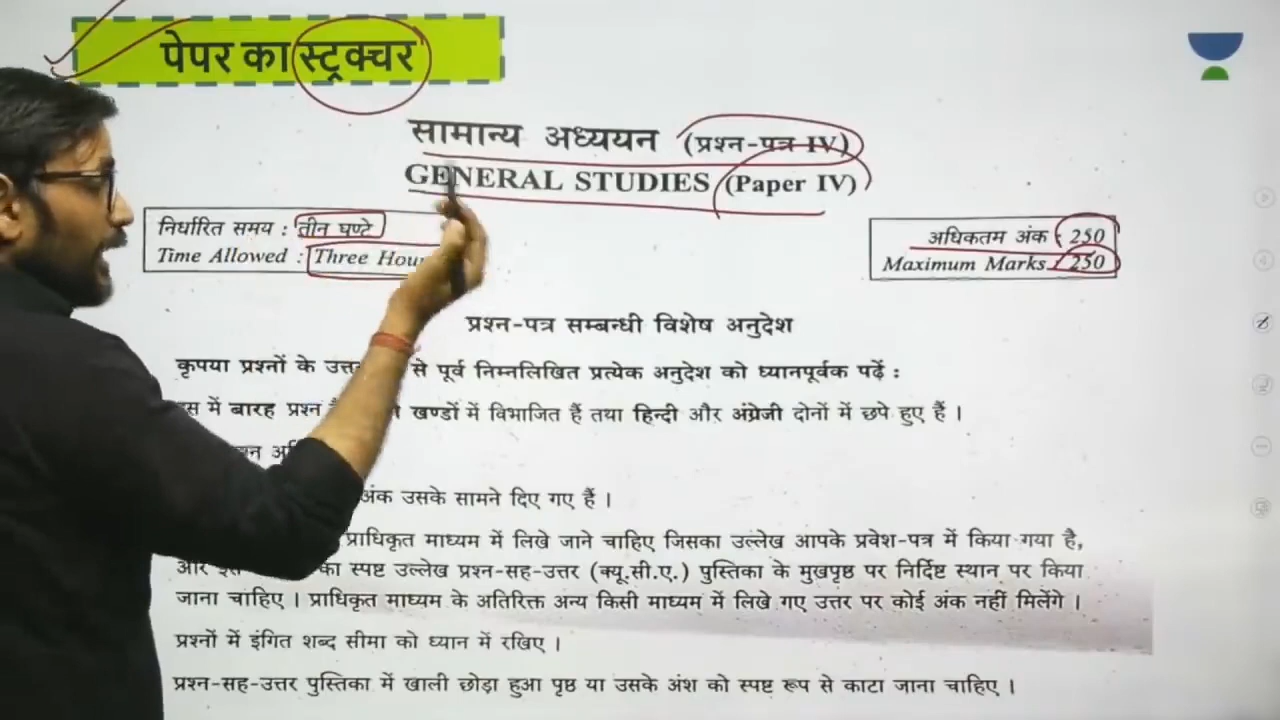 पेपर का स्ट्रक्चर
सामान्य अध्ययन (प्रश्न-पत्र IV)
GENERAL STUDIES (Paper IV)
निर्धारित समय : तीन घण्टे
Time Allowed : Three
अधिकतम अंक : 250
Maximum Marks : 250
प्रश्न-पत्र सम्बन्धी विशेष अनुदेश
कृपया प्रश्नों के से पूर्व निम्नलिखित प्रत्येक अनुदेश को ध्यानपूर्वक पढ़ें :
में बारह प्रश्न खण्डों में विभाजित हैं तथा हिन्दी और अंग्रेजी दोनों में छपे हुए हैं ।
अंक उसके सामने दिए गए हैं ।
प्राधिकृत माध्यम में लिखे जाने चाहिए जिसका उल्लेख आपके प्रवेश-पत्र में किया गया है,
और का स्पष्ट उल्लेख प्रश्न-सह-उत्तर (क्यू.सी.ए.) पुस्तिका के मुखपृष्ठ पर निर्दिष्ट स्थान पर किया
जाना चाहिए । प्राधिकृत माध्यम के अतिरिक्त अन्य किसी माध्यम में लिखे गए उत्तर पर कोई अंक नहीं मिलेंगे ।
प्रश्नों में इंगित शब्द सीमा को ध्यान में रखिए ।
प्रश्न-सह-उत्तर पुस्तिका में खाली छोड़ा हुआ पृष्ठ या उसके अंश को स्पष्ट रूप से काटा जाना चाहिए ।